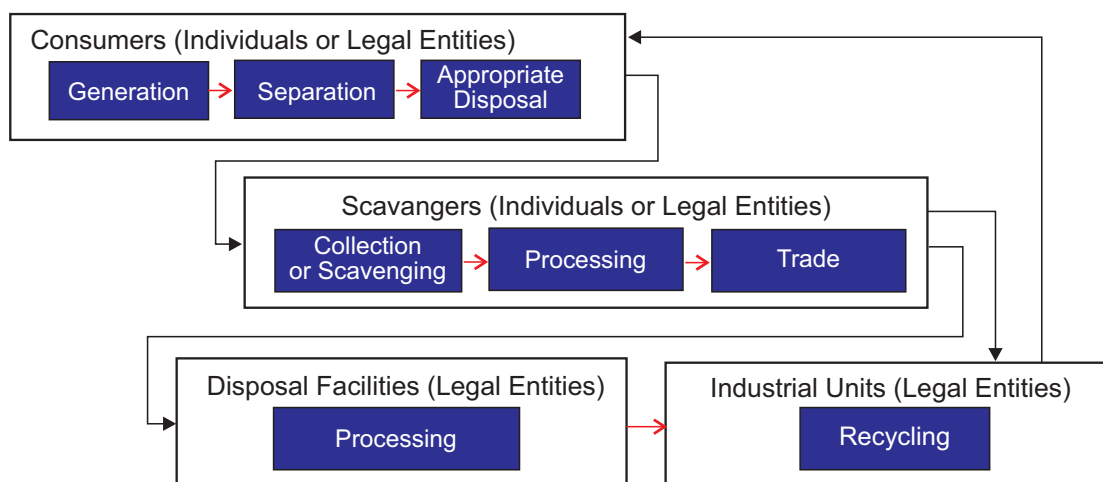 Consumers (Individuals or Legal Entities)
Generation
Separation
Appropriate
Disposal
Scavangers (Individuals or Legal Entities)
Collection
or Scavenging
Processing
Trade
Disposal Facilities (Legal Entities)
Processing
Industrial Units (Legal Entities)
Recycling